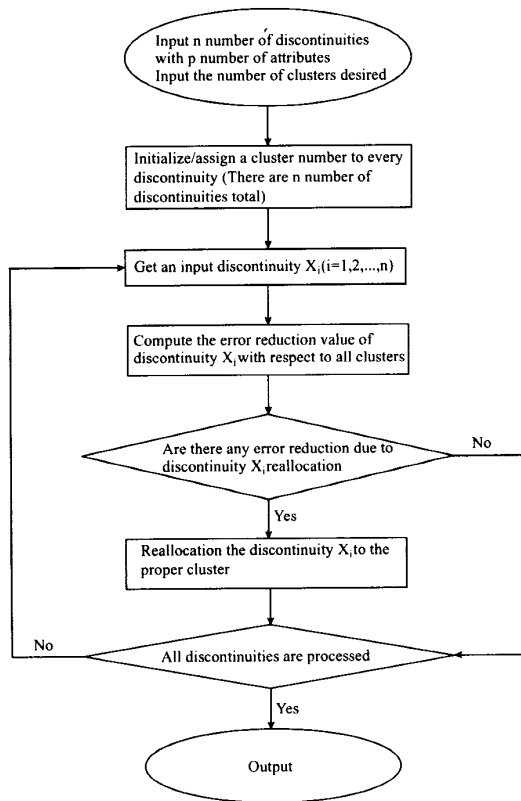 Input n number of discontinuities
with p number of attributes
Input the number of clusters desired
Initialize/assign a cluster number to every
discontinuity (There are n number of
discontinuities total)
Get an input discontinuity Xi(i=1,2,...,n)
Compute the error reduction value of
discontinuity Xi with respect to all clusters
Are there any error reduction due to
discontinuity Xi reallocation
No
Yes
Reallocation the discontinuity Xi to the
proper cluster
No
All discontinuities are processed
Yes
Output